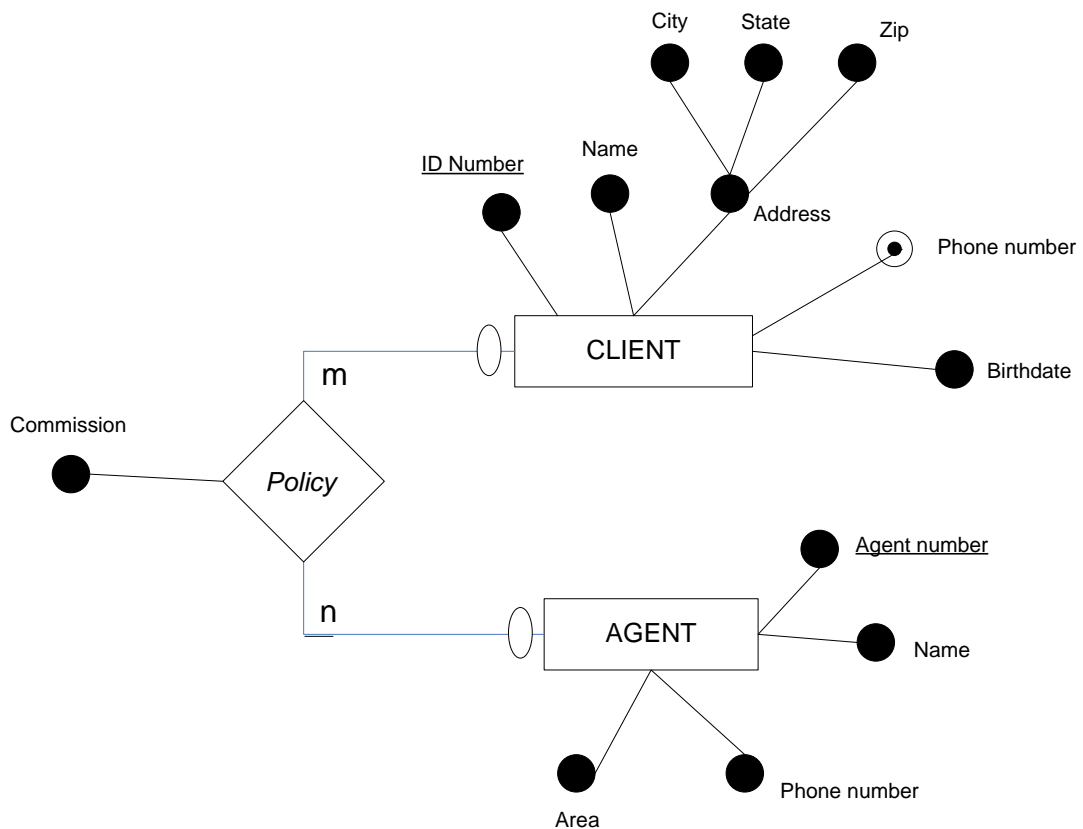 City
State
Zip
Name
ID Number
Address
Phone number
CLIENT
Birthdate
m
Commission
Policy
Agent number
n
AGENT
Name
Phone number
Area